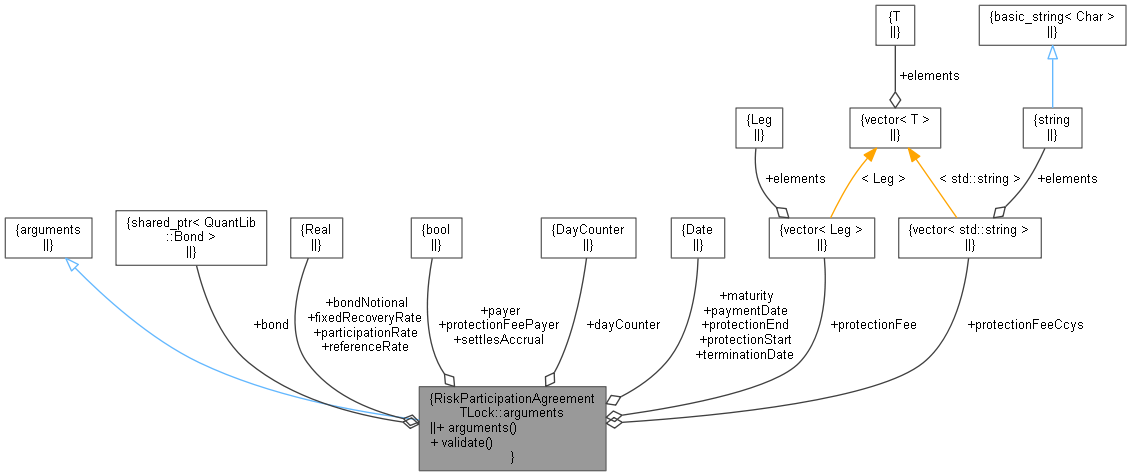 {T
||}
{basic_string< Char >
||}
+elements
{Leg
||}
{vector< T >
||}
{string
||}
+elements
< Leg >
< std::string >
+elements
{arguments
||}
{shared_ptr< QuantLib
::Bond >
||}
{Real
||}
{bool
||}
{DayCounter
||}
{Date
||}
{vector< Leg >
||}
{vector< std::string >
||}
+bond
+bondNotional
+fixedRecoveryRate
+participationRate
+referenceRate
+payer
+protectionFeePayer
+settlesAccrual
+dayCounter
+maturity
+paymentDate
+protectionEnd
+protectionStart
+terminationDate
+protectionFee
+protectionFeeCcys
{RiskParticipationAgreement
TLock::arguments
||+ arguments()
+ validate()
}